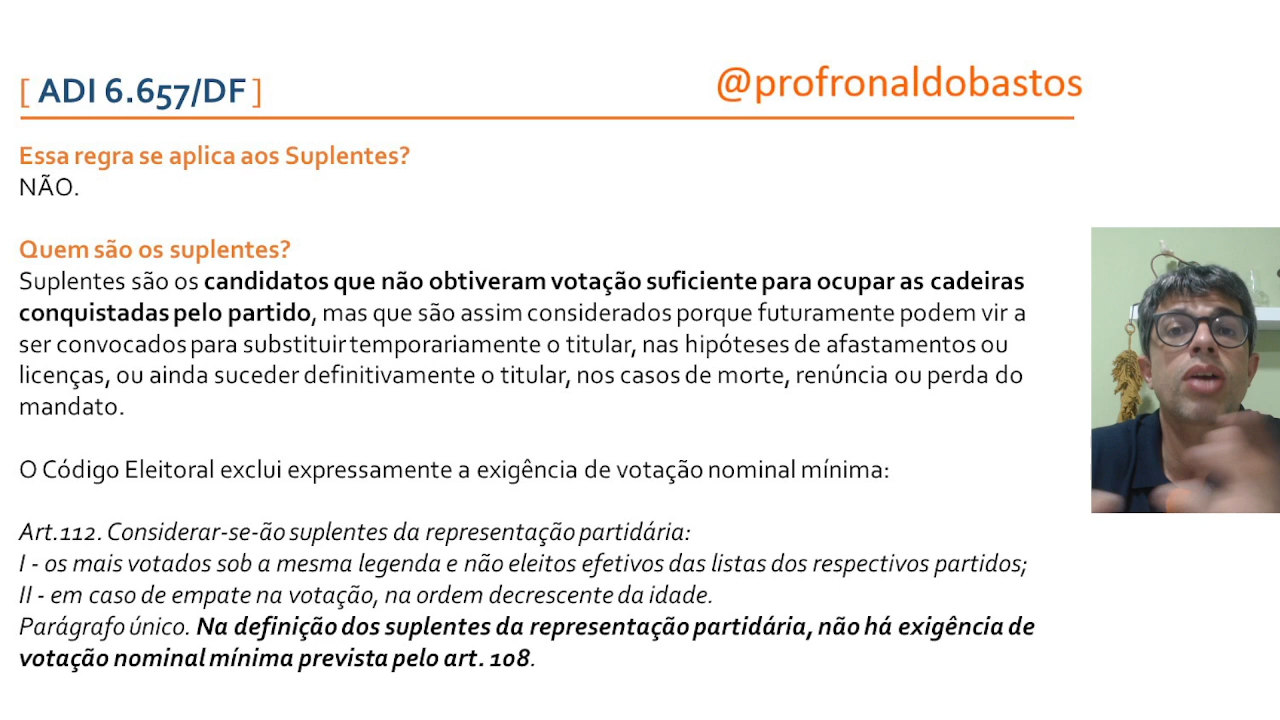 [ ADI 6.657/DF ]
@profronaldobastos
Essa regra se aplica aos Suplentes?
NÃO.
Quem são os suplentes?
Suplentes são os candidatos que não obtiveram votação suficiente para ocupar as cadeiras
conquistadas pelo partido, mas que são assim considerados porque futuramente podem vir a
ser convocados para substituir temporariamente o titular, nas hipóteses de afastamentos ou
licenças, ou ainda suceder definitivamente o titular, nos casos de morte, renúncia ou perda do
mandato.
O Código Eleitoral exclui expressamente a exigência de votação nominal mínima:
Art.112. Considerar-se-ão suplentes da representação partidária:
I - os mais votados sob a mesma legenda e não eleitos efetivos das listas dos respectivos partidos;
II - em caso de empate na votação, na ordem decrescente da idade.
Parágrafo único. Na definição dos suplentes da representação partidária, não há exigência de
votação nominal mínima prevista pelo art. 108.